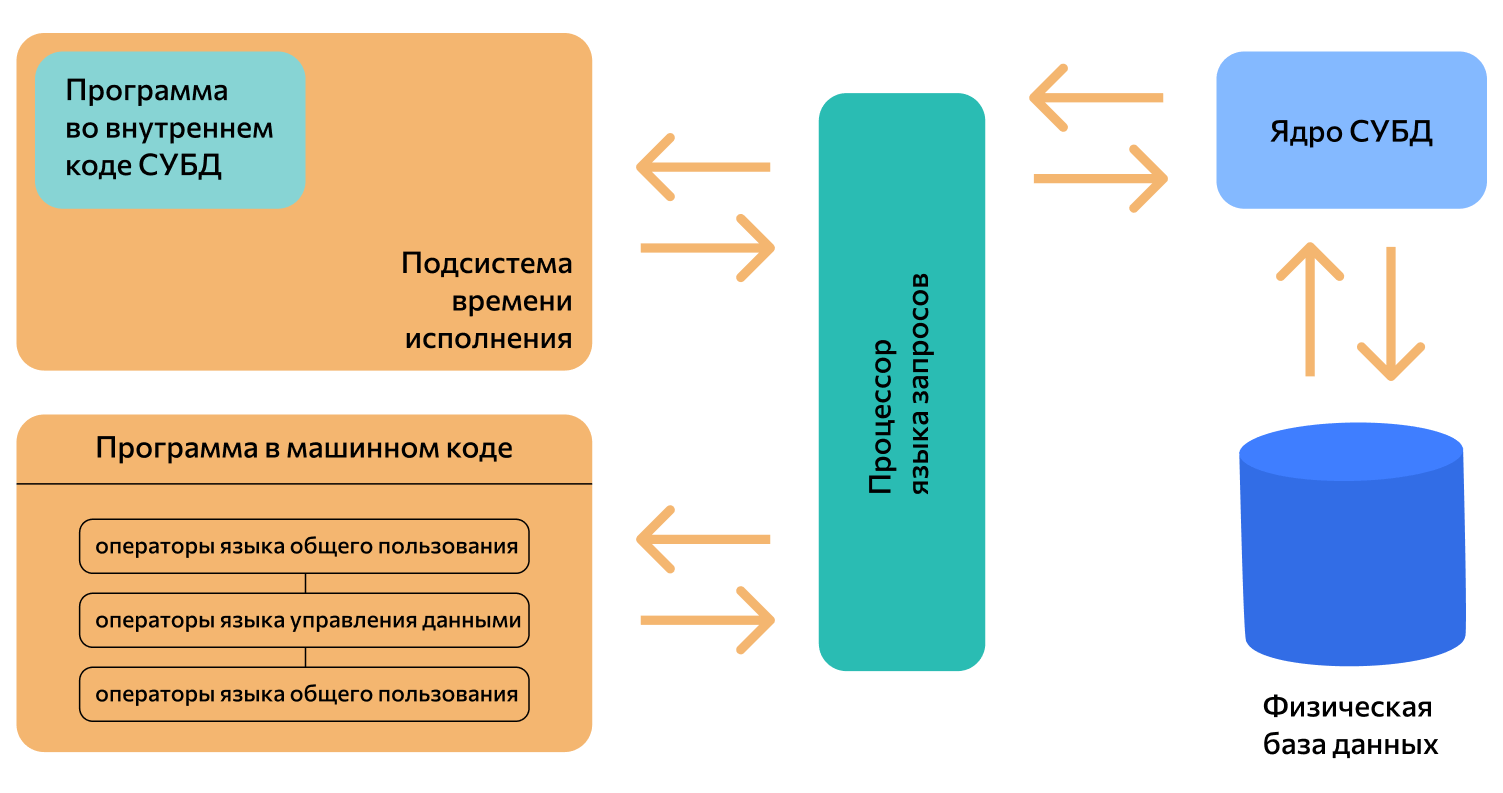 Программа
во внутреннем
коде СУБД
Подсистема
времени
исполнения
Программа в машинном коде
операторы языка общего пользования
операторы языка управления данными
операторы языка общего пользования
Процессор
языка запросов
Ядро СУБД
Физическая
база данных